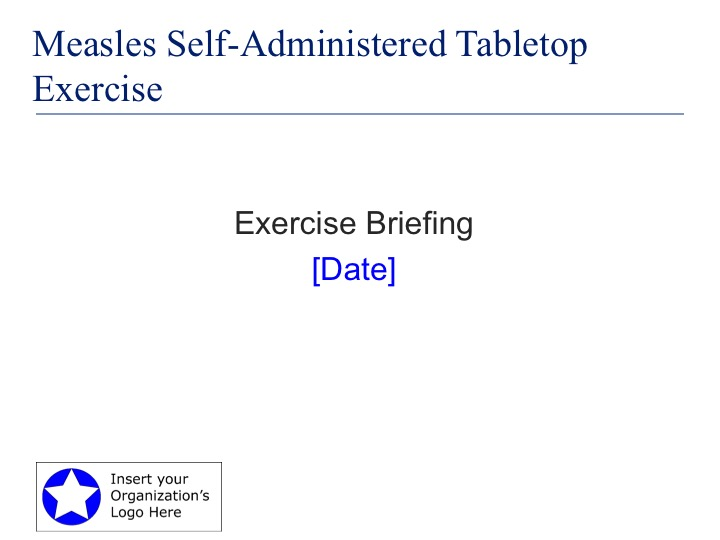 Measles Self-Administered Tabletop
Exercise
Exercise Briefing
[Date]
Insert your
Organization’s
Logo Here